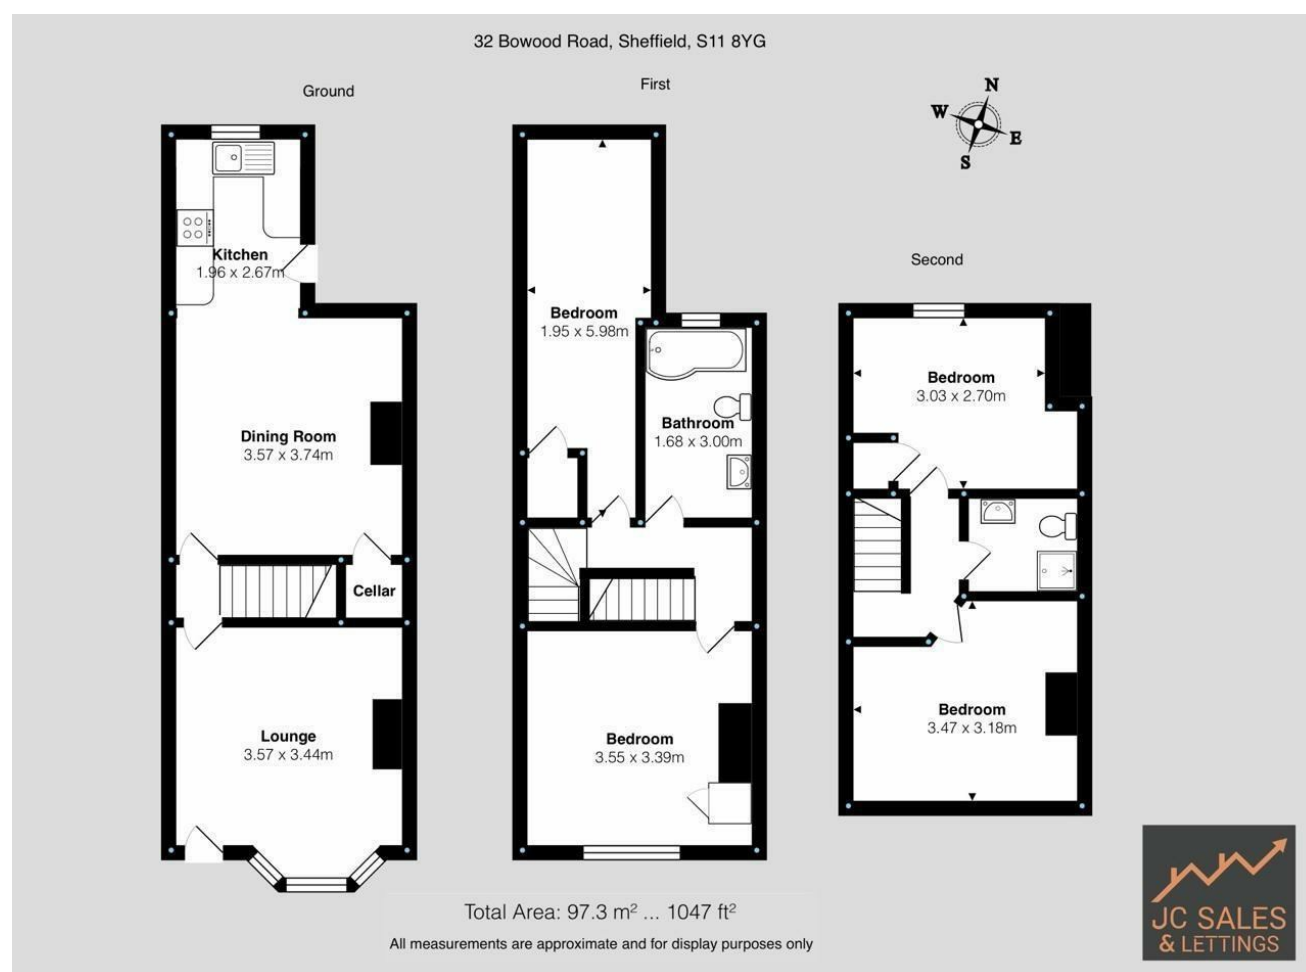 32 Bowood Road, Sheffield, S11 8YG
Ground
First
N
W
E
S
Kitchen
1.96 x 2.67m
Dining Room
3.57 x 3.74m
Cellar
Lounge
3.57 x 3.44m
Bedroom
1.95 x 5.98m
Bathroom
1.68 x 3.00m
Bedroom
3.55 x 3.39m
Second
Bedroom
3.03 x 2.70m
Bedroom
3.47 x 3.18m
Total Area: 97.3 m² ... 1047 ft²
All measurements are approximate and for display purposes only
JC SALES
& LETTINGS